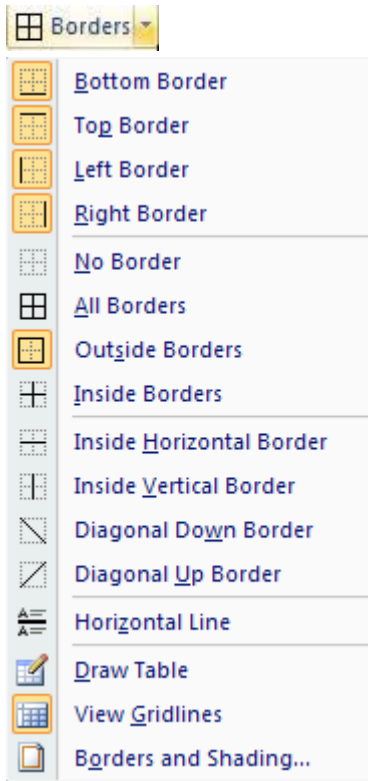 Borders
Bottom Border
Top Border
Left Border
Right Border
No Border
All Borders
Outside Borders
Inside Borders
Inside Horizontal Border
Inside Vertical Border
Diagonal Down Border
Diagonal Up Border
Horizontal Line
Draw Table
View Gridlines
Borders and Shading...